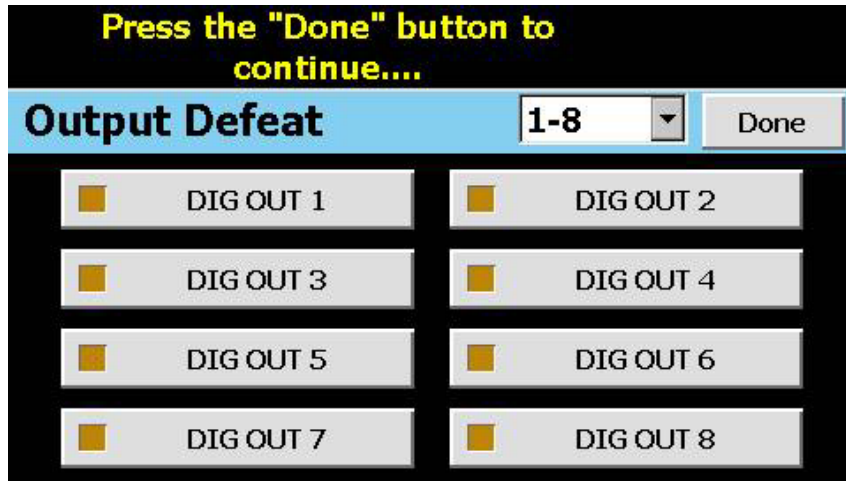 Press the "Done" button to
continue....
Output Defeat 1-8 Done
DIG OUT 1 DIG OUT 2
DIG OUT 3 DIG OUT 4
DIG OUT 5 DIG OUT 6
DIG OUT 7 DIG OUT 8